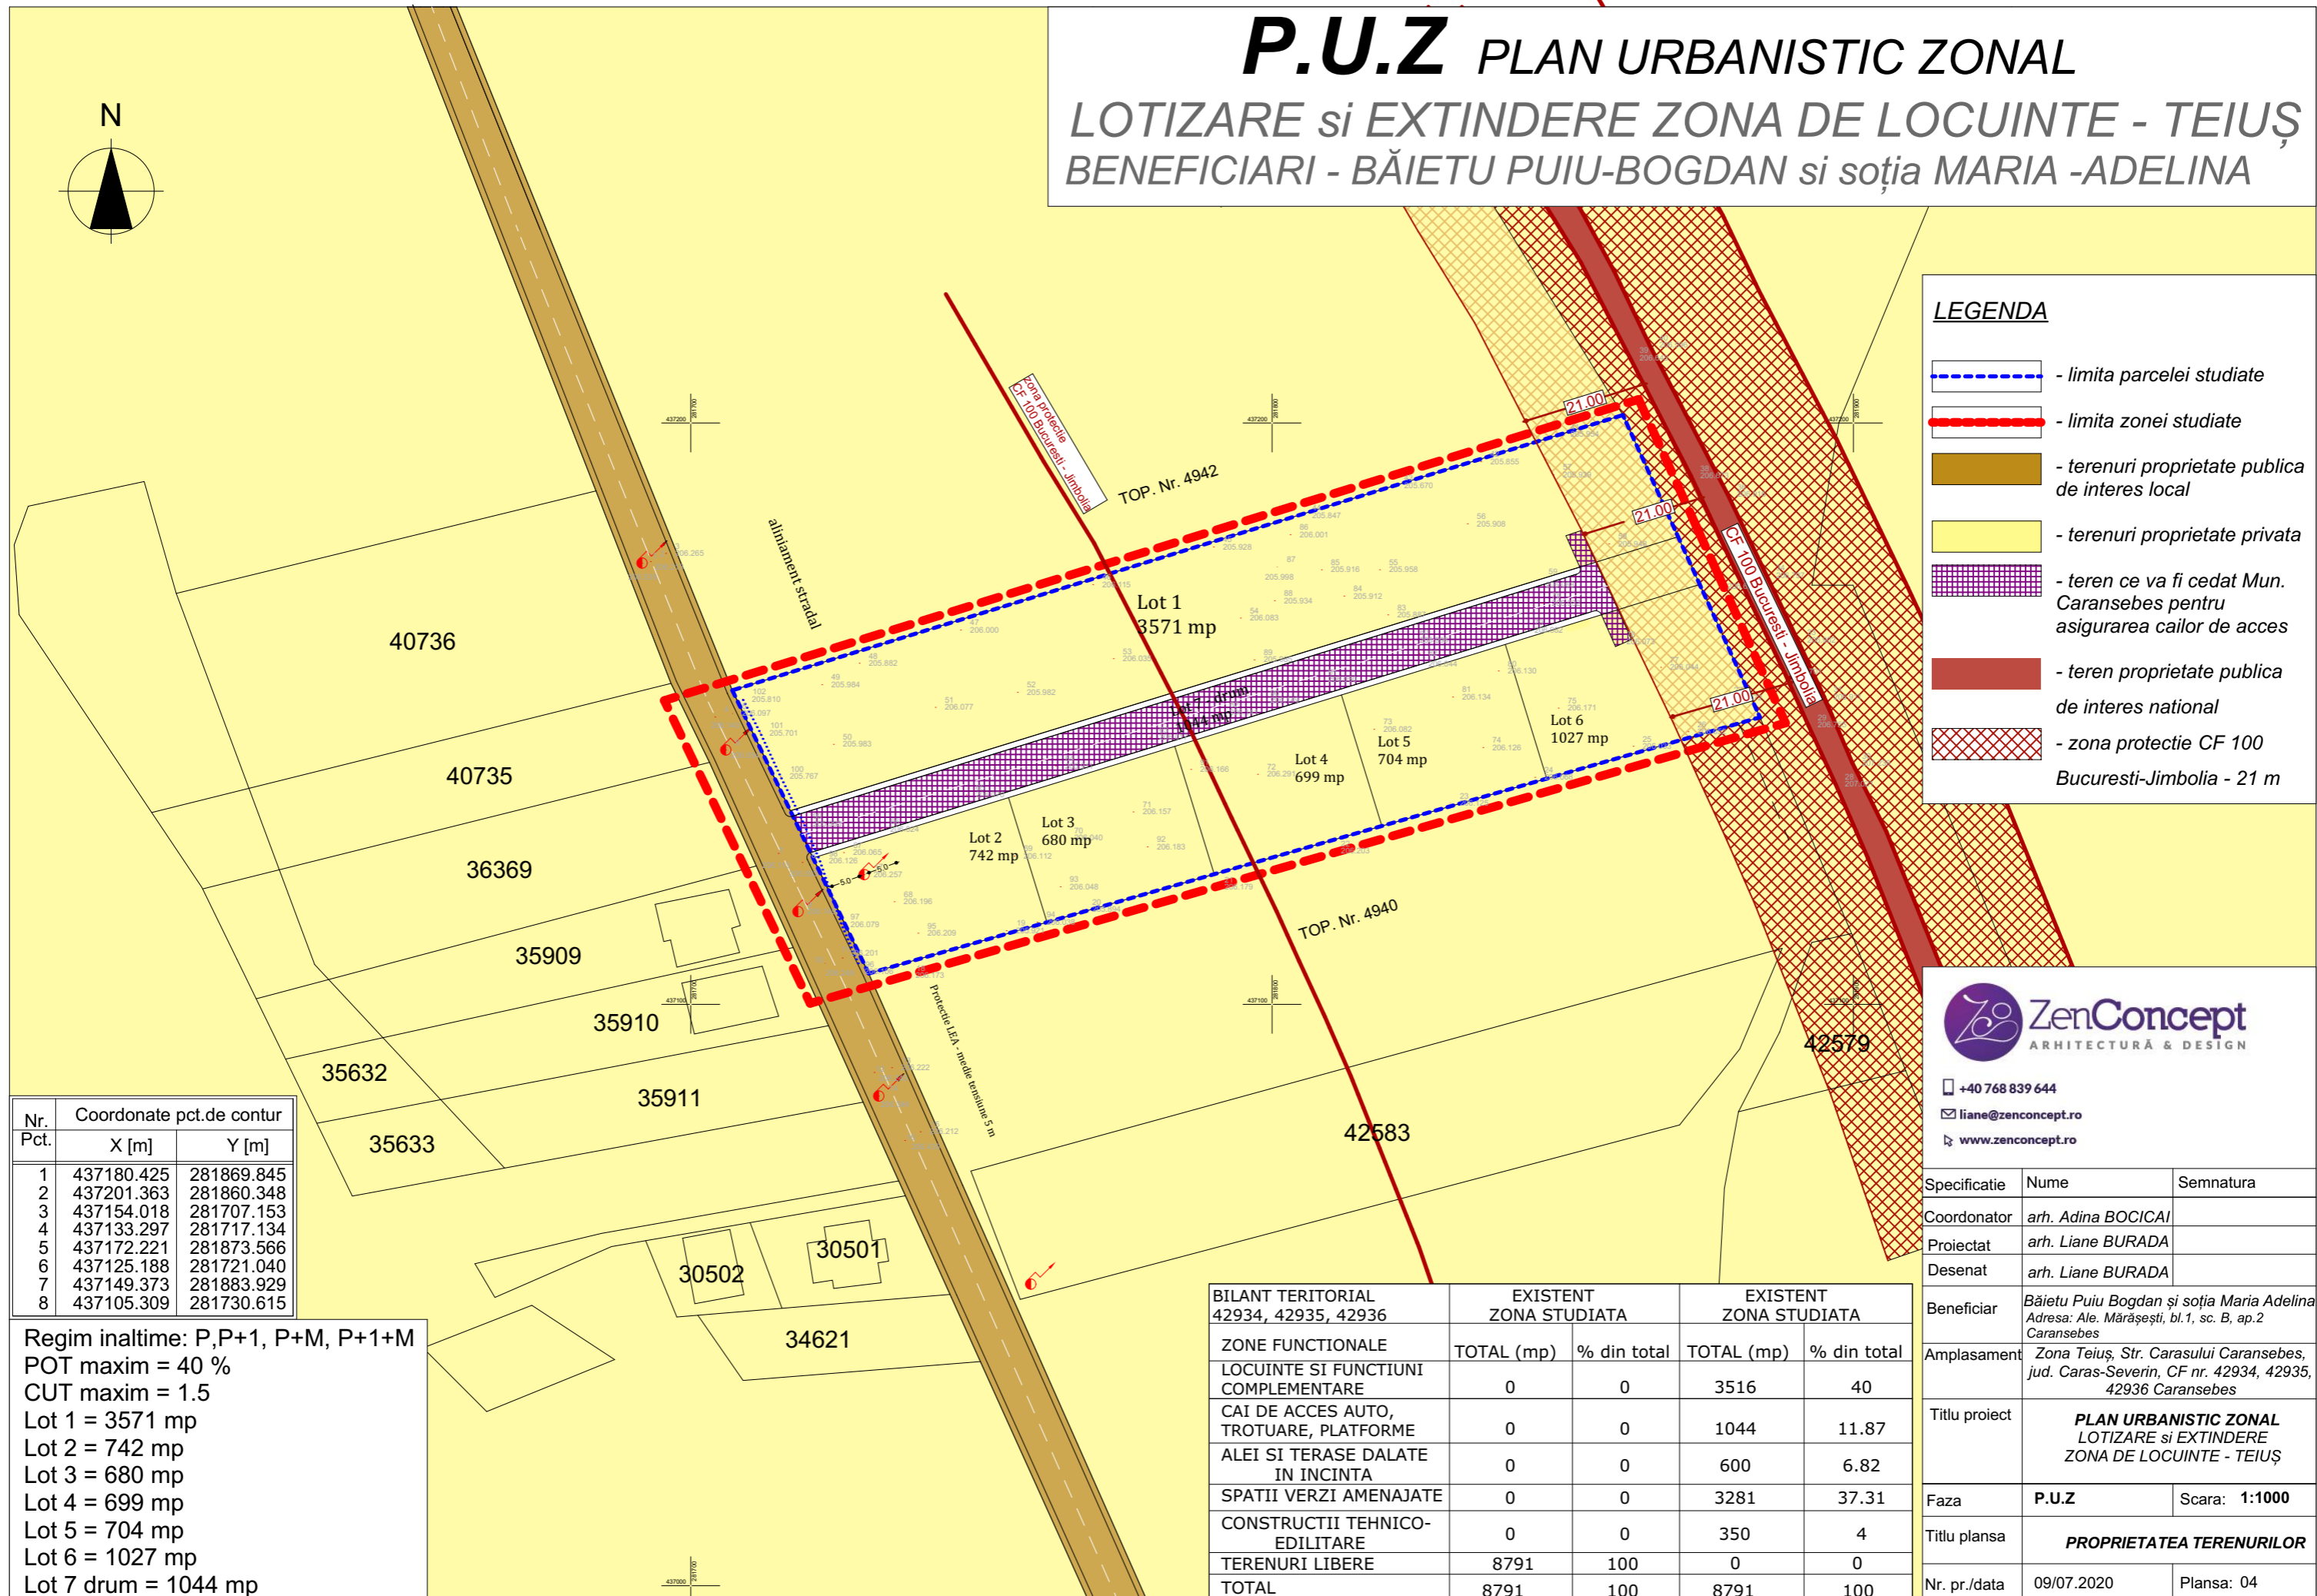 P.U.Z PLAN URBANISTIC ZONAL
LOTIZARE si EXTINDERE ZONA DE LOCUINTE - TEIUȘ
BENEFICIARI - BĂIETU PUIU-BOGDAN si soția MARIA -ADELINA
N
LEGENDA
- limita parcelei studiate
- limita zonei studiate
- terenuri proprietate publica
de interes local
- terenuri proprietate privata
- teren ce va fi cedat Mun.
Caransebes pentru
asigurarea cailor de acces
- teren proprietate publica
de interes national
- zona protectie CF 100
Bucuresti-Jimbolia - 21 m
zona protectie
CF 100 Bucuresti - Jimbolia
TOP. Nr. 4942
aliniament stradal
21.00
21.00
21.00
CF 100 Bucuresti - Jimbolia
Lot 1
3571 mp
Lot 7 - drum
1044 mp
Lot 2
742 mp
Lot 3
680 mp
Lot 4
699 mp
Lot 5
704 mp
Lot 6
1027 mp
5.0
5.0
TOP. Nr. 4940
Protectie LEA - medie tensiune 5 m
40736
40735
36369
35909
35910
35632
35911
35633
30502
30501
34621
42583
42579
Nr. Pct.
Coordonate pct.de contur
X [m] Y [m]
1 437180.425 281869.845
2 437201.363 281860.348
3 437154.018 281707.153
4 437133.297 281717.134
5 437172.221 281873.566
6 437125.188 281721.040
7 437149.373 281883.929
8 437105.309 281730.615
Regim inaltime: P,P+1, P+M, P+1+M
POT maxim = 40 %
CUT maxim = 1.5
Lot 1 = 3571 mp
Lot 2 = 742 mp
Lot 3 = 680 mp
Lot 4 = 699 mp
Lot 5 = 704 mp
Lot 6 = 1027 mp
Lot 7 drum = 1044 mp
BILANT TERITORIAL
42934, 42935, 42936
EXISTENT
ZONA STUDIATA
EXISTENT
ZONA STUDIATA
ZONE FUNCTIONALE TOTAL (mp) % din total TOTAL (mp) % din total
LOCUINTE SI FUNCTIUNI
COMPLEMENTARE 0 0 3516 40
CAI DE ACCES AUTO,
TROTUARE, PLATFORME 0 0 1044 11.87
ALEI SI TERASE DALATE
IN INCINTA 0 0 600 6.82
SPATII VERZI AMENAJATE 0 0 3281 37.31
CONSTRUCTII TEHNICO-
EDILITARE 0 0 350 4
TERENURI LIBERE 8791 100 0 0
TOTAL 8791 100 8791 100
ZenConcept
ARHITECTURĂ & DESIGN
+40 768 839 644
liane@zenconcept.ro
www.zenconcept.ro
Specificatie Nume Semnatura
Coordonator arh. Adina BOCICAI
Proiectat arh. Liane BURADA
Desenat arh. Liane BURADA
Beneficiar Băietu Puiu Bogdan și soția Maria Adelina
Adresa: Ale. Mărășești, bl.1, sc. B, ap.2
Caransebes
Amplasament Zona Teiuș, Str. Carasului Caransebes,
jud. Caras-Severin, CF nr. 42934, 42935,
42936 Caransebes
Titlu proiect PLAN URBANISTIC ZONAL
LOTIZARE si EXTINDERE
ZONA DE LOCUINTE - TEIUȘ
Faza P.U.Z Scara: 1:1000
Titlu plansa PROPRIETATEA TERENURILOR
Nr. pr./data 09/07.2020 Plansa: 04